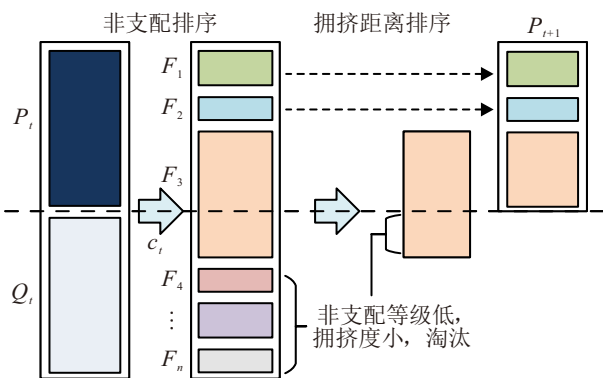 非支配排序
拥挤距离排序
P_{t+1}
F_1
F_2
P_t
F_3
c_t
Q_t
F_4
⋮
F_n
非支配等级低，
拥挤度小，淘汰